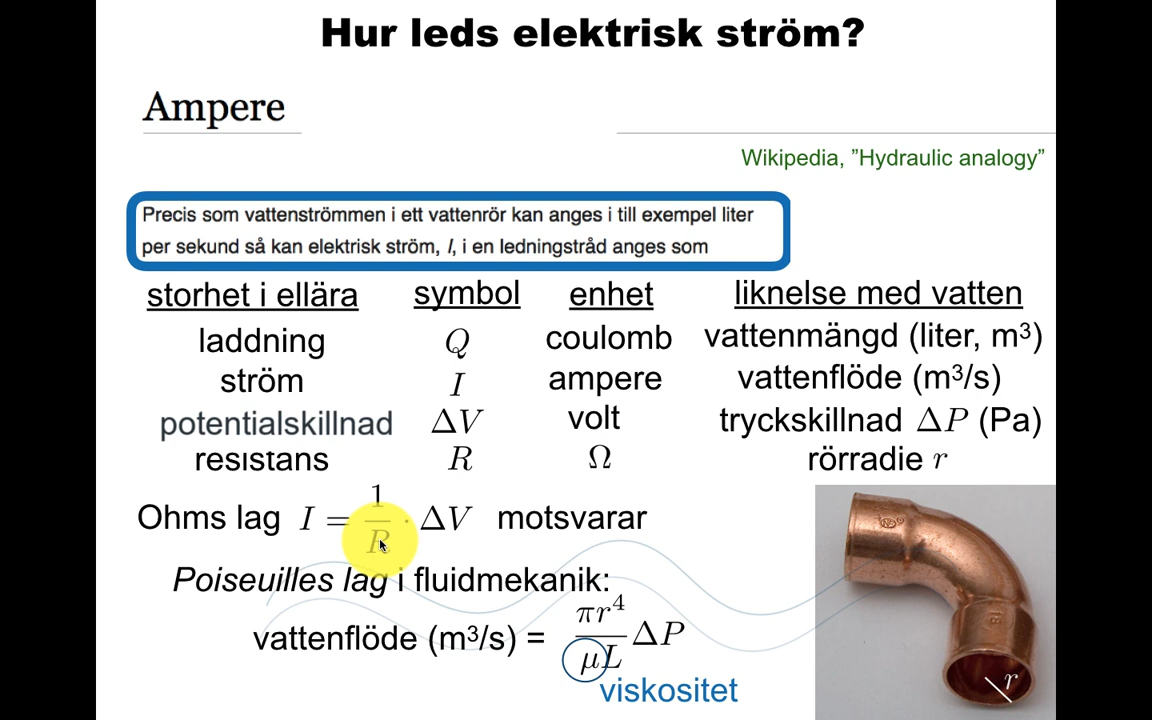 Hur leds elektrisk ström?
Ampere
Wikipedia, ”Hydraulic analogy”
Precis som vattenströmmen i ett vattenrör kan anges i till exempel liter
per sekund så kan elektrisk ström, I, i en ledningstråd anges som
storhet i ellära symbol enhet liknelse med vatten
laddning Q coulomb vattenmängd (liter, m³)
ström I ampere vattenflöde (m³/s)
potentialskillnad ΔV volt tryckskillnad ΔP (Pa)
resistans R Ω rörradie r
Ohms lag I = 1/R · ΔV motsvarar
Poiseuilles lag i fluidmekanik:
vattenflöde (m³/s) = πr⁴/μL ΔP
viskositet
r